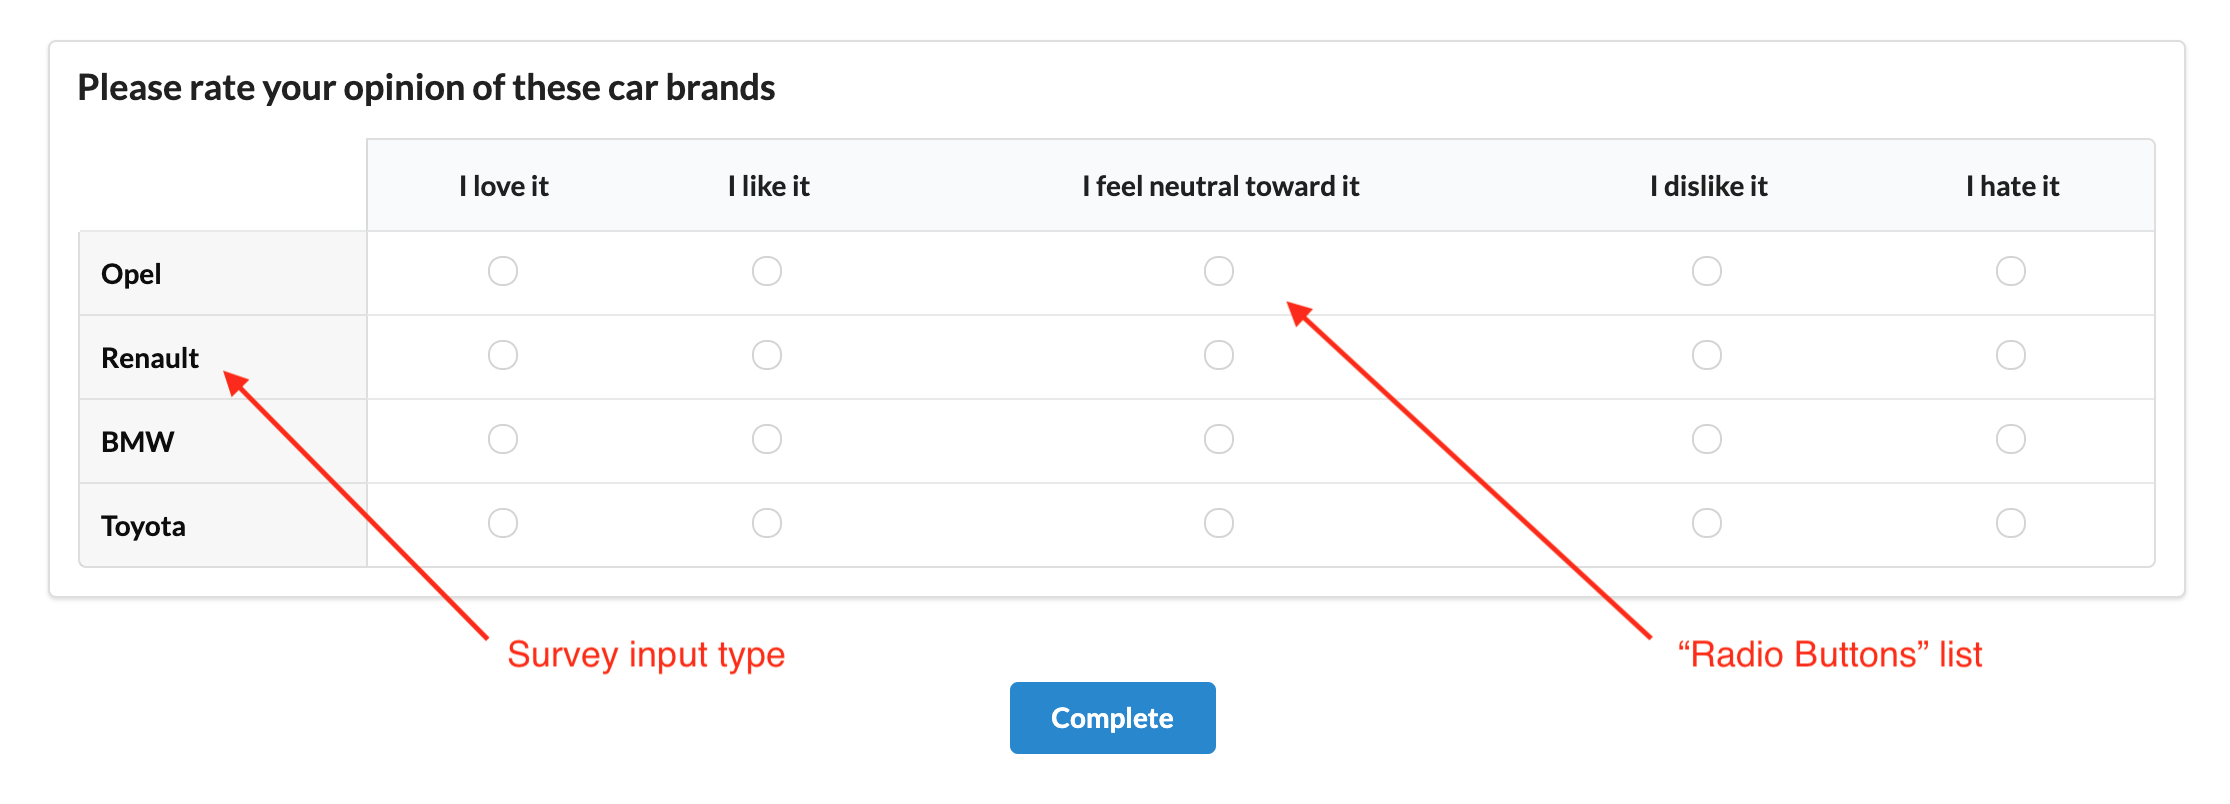 Please rate your opinion of these car brands
I love it I like it I feel neutral toward it I dislike it I hate it
Opel
Renault
BMW
Toyota
Survey input type
“Radio Buttons” list
Complete